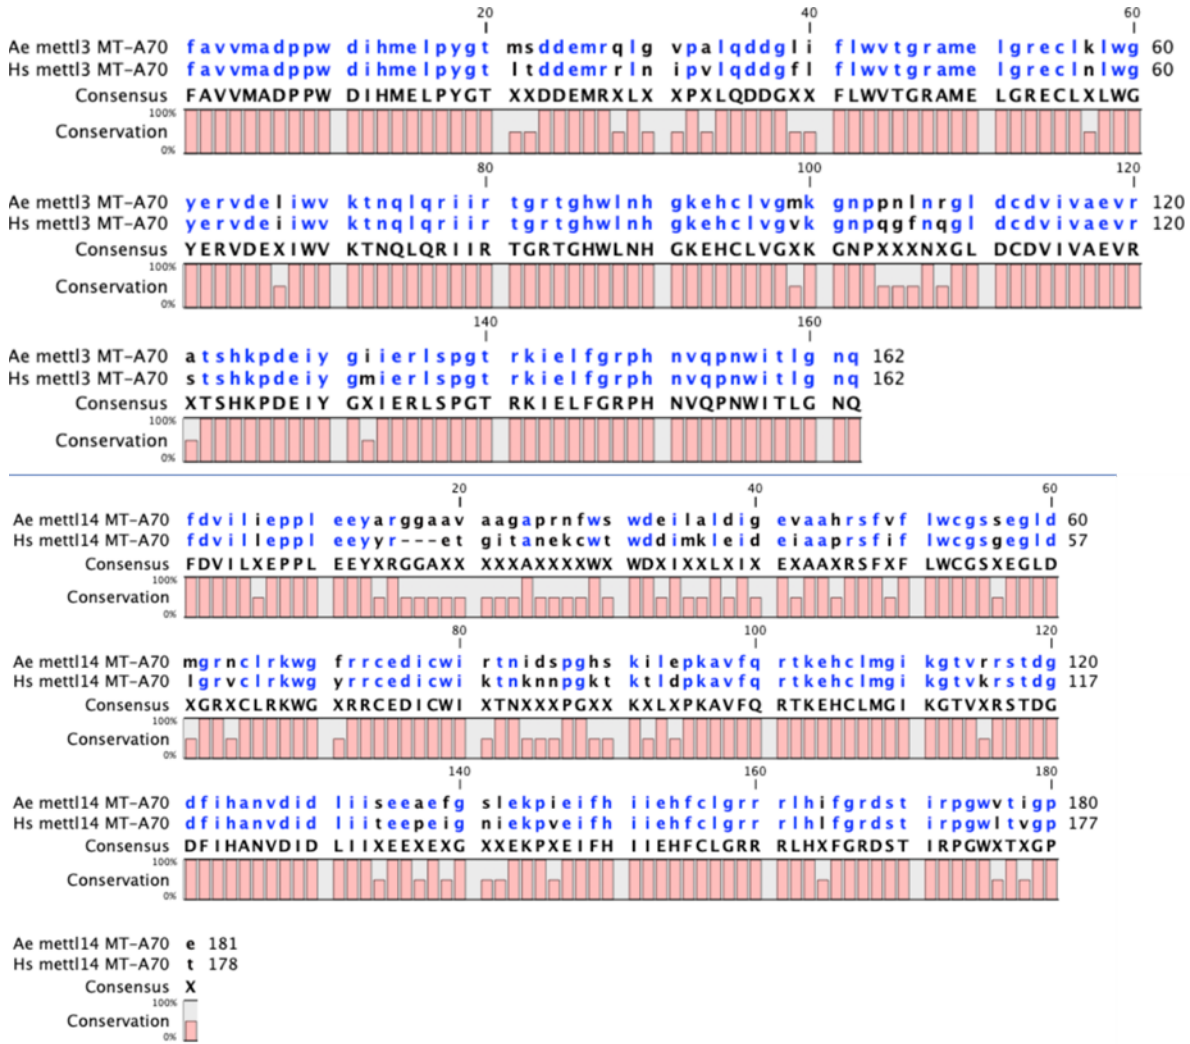 20 40 60
Ae mettl3 MT-A70 favvmadppw dihmelpygt msddemrqlg vpalqddgli flwvtgrame lgreclklwg 60
Hs mettl3 MT-A70 favvmadppw dihmelpygt ltddemrrln ipvlqddgfl flwvtgrame lgreclnlwg 60
Consensus FAVVMADPPW DIHMELPYGT XXDDEMRXLX XPXLQDDGXX FLWVTGRAME LGRECLXLWG
100%
Conservation
0%
80 100 120
Ae mettl3 MT-A70 yervdeliwv ktnqlqriir tgrtghwlnh gkehclvgmk gnppnlnrgl dcdvivaevr 120
Hs mettl3 MT-A70 yervdeiiwv ktnqlqriir tgrtghwlnh gkehclvgvk gnpqgfnqgl dcdvivaevr 120
Consensus YERVDEXIWV KTNQLQRIIR TGRTGHWLNH GKEHCLVGXK GNPXXXNXGL DCDVIVAEVR
100%
Conservation
0%
140 160
Ae mettl3 MT-A70 atshkpdeiy giierlspgt rkielfgrph nvqpnwitlg nq 162
Hs mettl3 MT-A70 stshkpdeiy gmierlspgt rkielfgrph nvqpnwitlg nq 162
Consensus XTSHKPDEIY GXIERLSPGT RKIELFGRPH NVQPNWITLG NQ
100%
Conservation
0%
20 40 60
Ae mettl14 MT-A70 fdvilieppl eeyarggaav aagaprnfws wdeilaldig evaahrsfvf lwcgssegld 60
Hs mettl14 MT-A70 fdvilleppl eeyyr---et gitanekcwt wddimkleid eiaaprsfif lwcgsgegld 57
Consensus FDVILXEPPL EEYXRGGAXX XXXAXXXXWX WDXIXXLXIX EXAAXRSFXF LWCGSXEGLD
100%
Conservation
0%
80 100 120
Ae mettl14 MT-A70 mgrnclrkwg frrcedicwi rtnidspghs kilepkavfq rtkehclmgi kgtvrrstdg 120
Hs mettl14 MT-A70 lgrvclrkwg yrrcedicwi ktnknnpgkt ktldpkavfq rtkehclmgi kgtvkrstdg 117
Consensus XGRXCLRKWG XRRCEDICWI XTNXXXPGXX KXLXPKAVFQ RTKEHCLMGI KGTVXRSTDG
100%
Conservation
0%
140 160 180
Ae mettl14 MT-A70 dfihanvdid liiseeaefg slekpieifh iiehfclgrr rlhifgrdst irpgwvtigp 180
Hs mettl14 MT-A70 dfihanvdid liiteepeig niekpveifh iiehfclgrr rlhlfgrdst irpgwltvgp 177
Consensus DFIHANVDID LIIXEEXEXG XXEKPXEIFH IIEHFCLGRR RLHXFGRDST IRPGWXTXGP
100%
Conservation
0%
Ae mettl14 MT-A70 e 181
Hs mettl14 MT-A70 t 178
Consensus X
100%
Conservation
0%